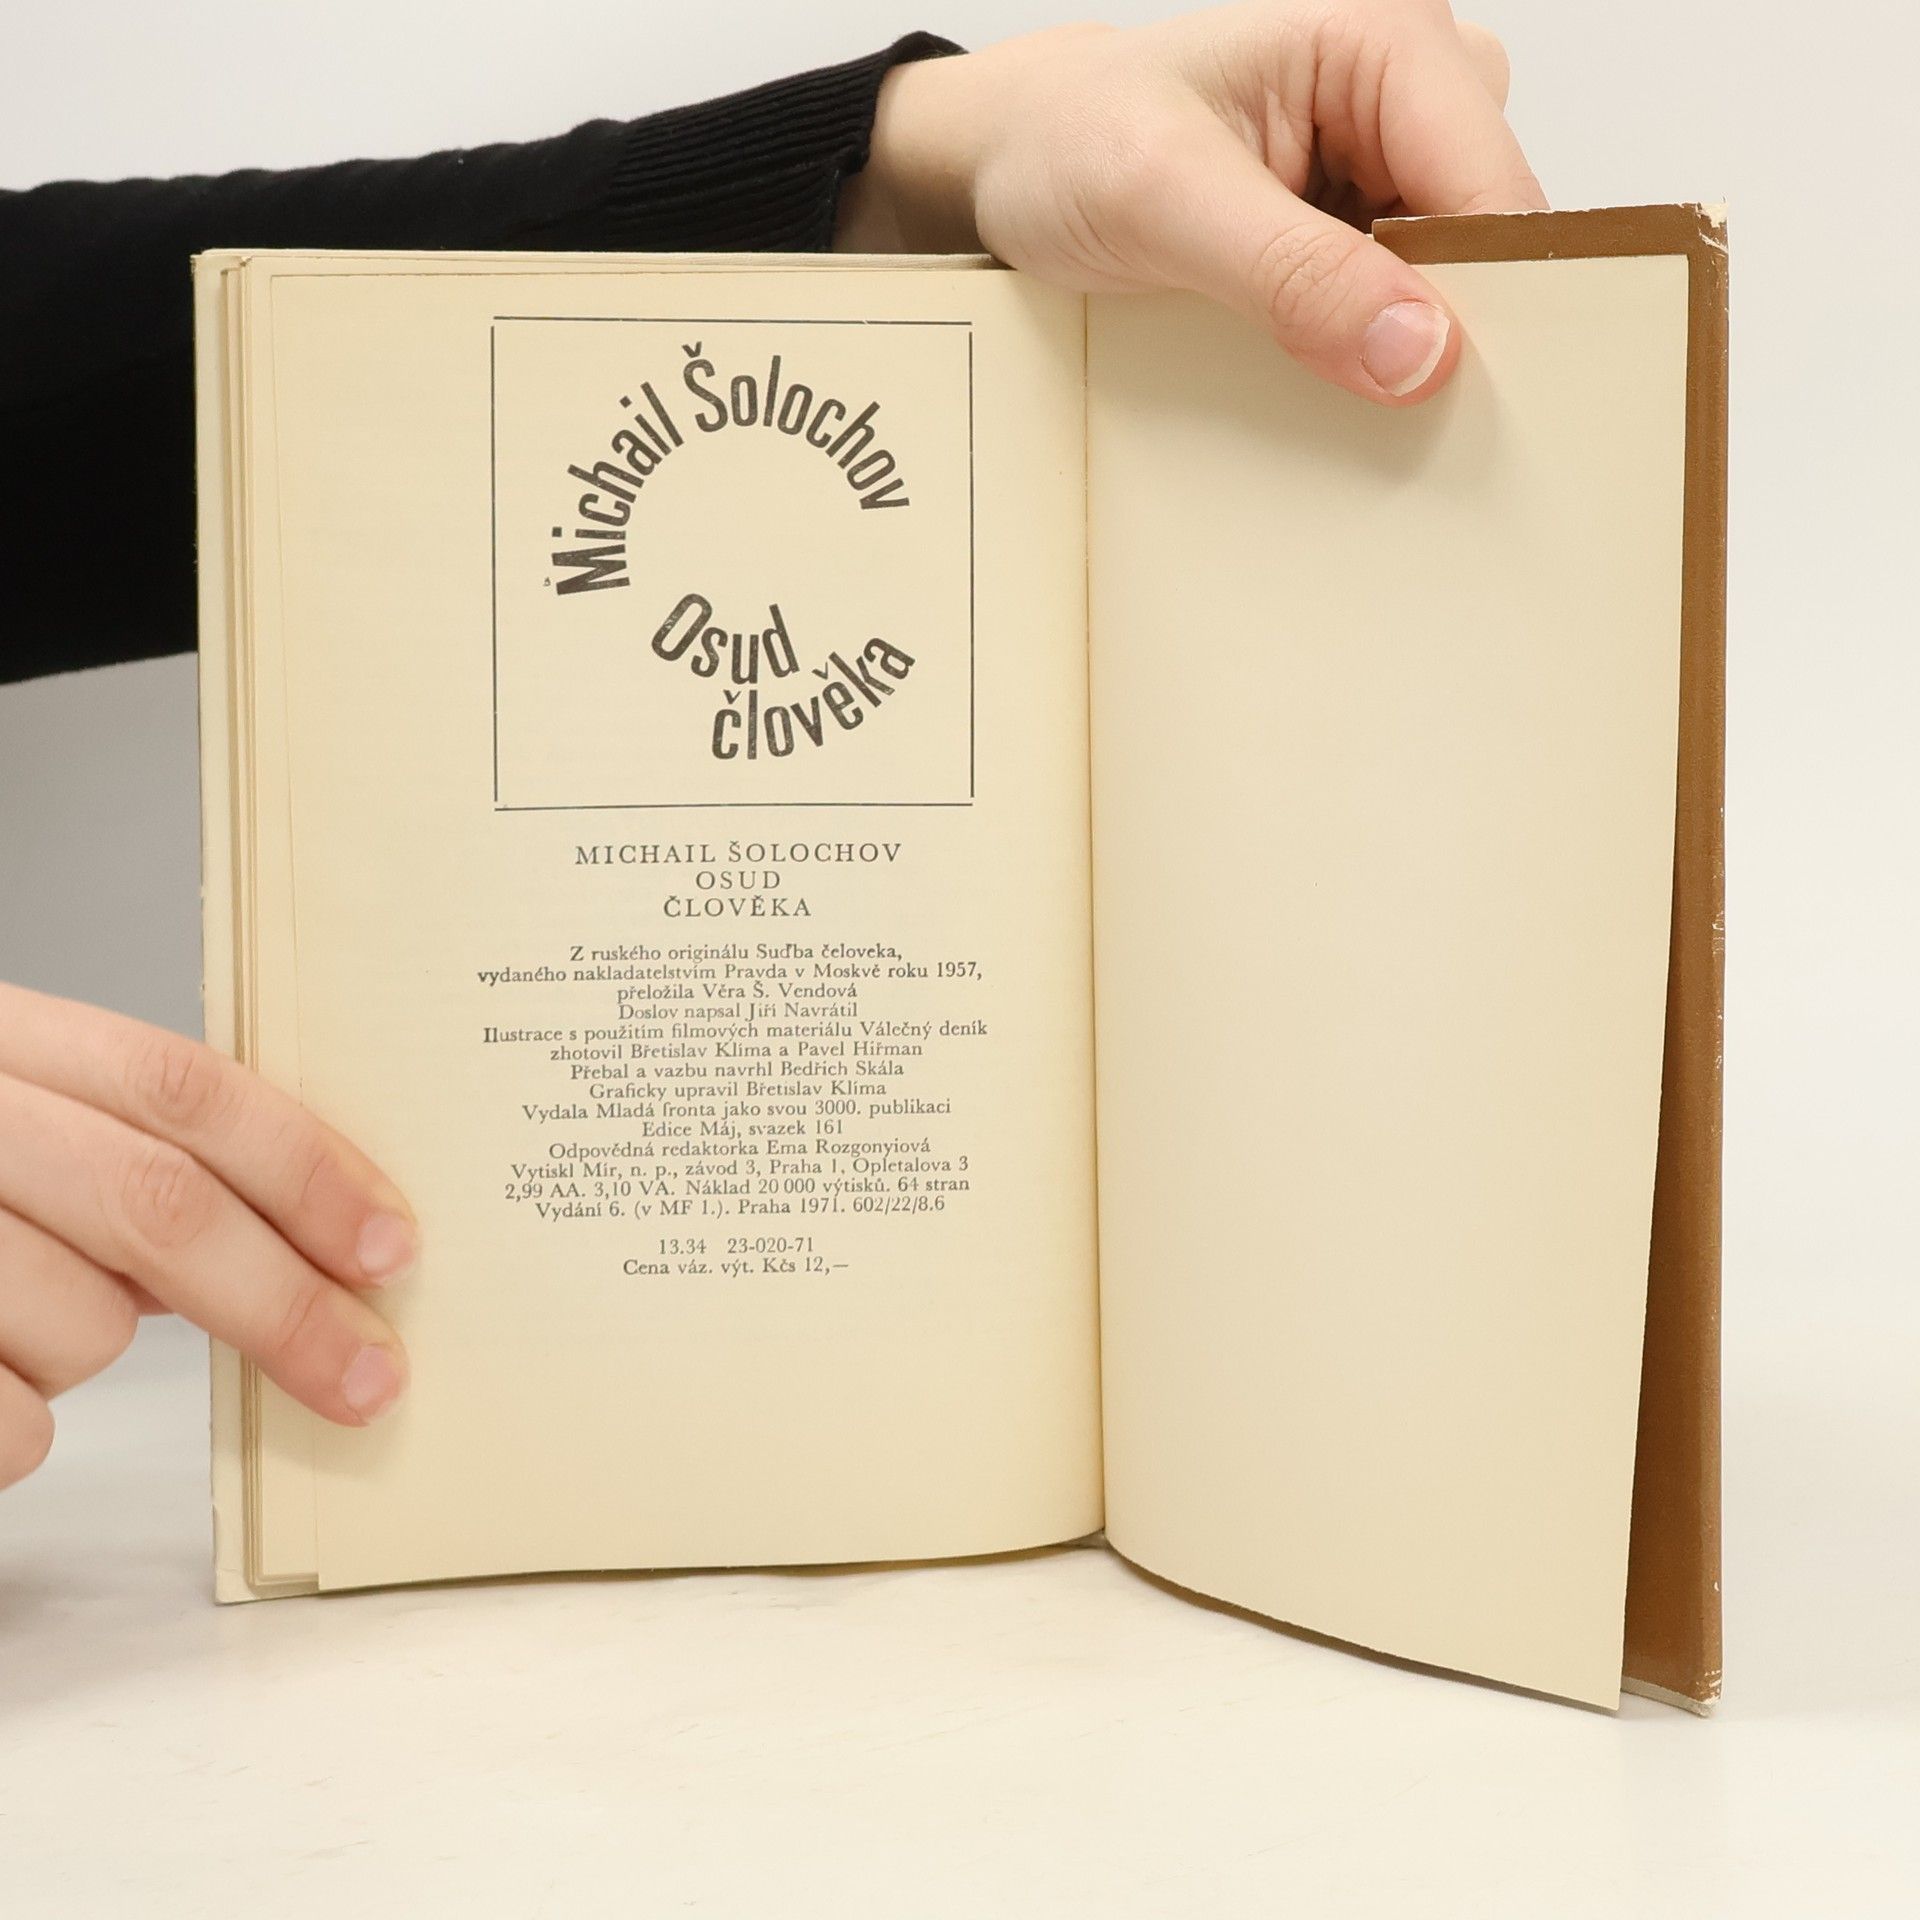 Michail Šolochov
Osud
člověka
MICHAIL ŠOLOCHOV
OSUD
ČLOVĚKA
Z ruského originálu Suďba čeloveka,
vydaného nakladatelstvím Pravda v Moskvě roku 1957,
přeložila Věra Š. Vendová
Doslov napsal Jiří Navrátil
Ilustrace s použitím filmových materiálu Válečný deník
zhotovil Břetislav Klíma a Pavel Hiřman
Přebal a vazbu navrhl Bedřich Skála
Graficky upravil Břetislav Klíma
Vydala Mladá fronta jako svou 3000. publikaci
Edice Máj, svazek 161
Odpovědná redaktorka Ema Rozgonyiová
Vytiskl Mír, n. p., závod 3, Praha 1, Opletalova 3
2,99 AA. 3,10 VA. Náklad 20 000 výtisků. 64 stran
Vydání 6. (v MF 1.). Praha 1971. 602/22/8.6
13.34 23-020-71
Cena váz. výt. Kčs 12,—